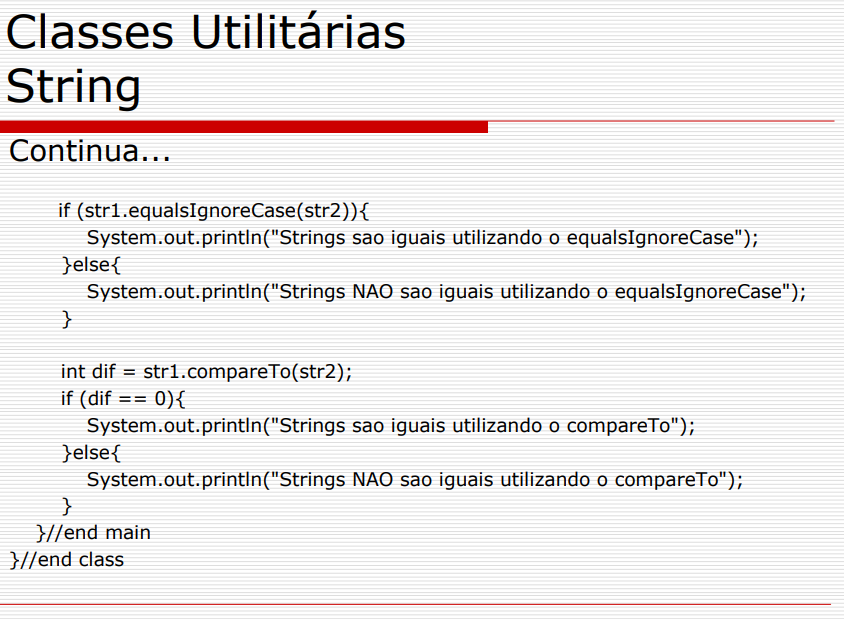 Classes Utilitárias
String
Continua...
if (str1.equalsIgnoreCase(str2)){
System.out.println("Strings sao iguais utilizando o equalsIgnoreCase");
}else{
System.out.println("Strings NAO sao iguais utilizando o equalsIgnoreCase");
}
int dif = str1.compareTo(str2);
if (dif == 0){
System.out.println("Strings sao iguais utilizando o compareTo");
}else{
System.out.println("Strings NAO sao iguais utilizando o compareTo");
}
}//end main
}//end class